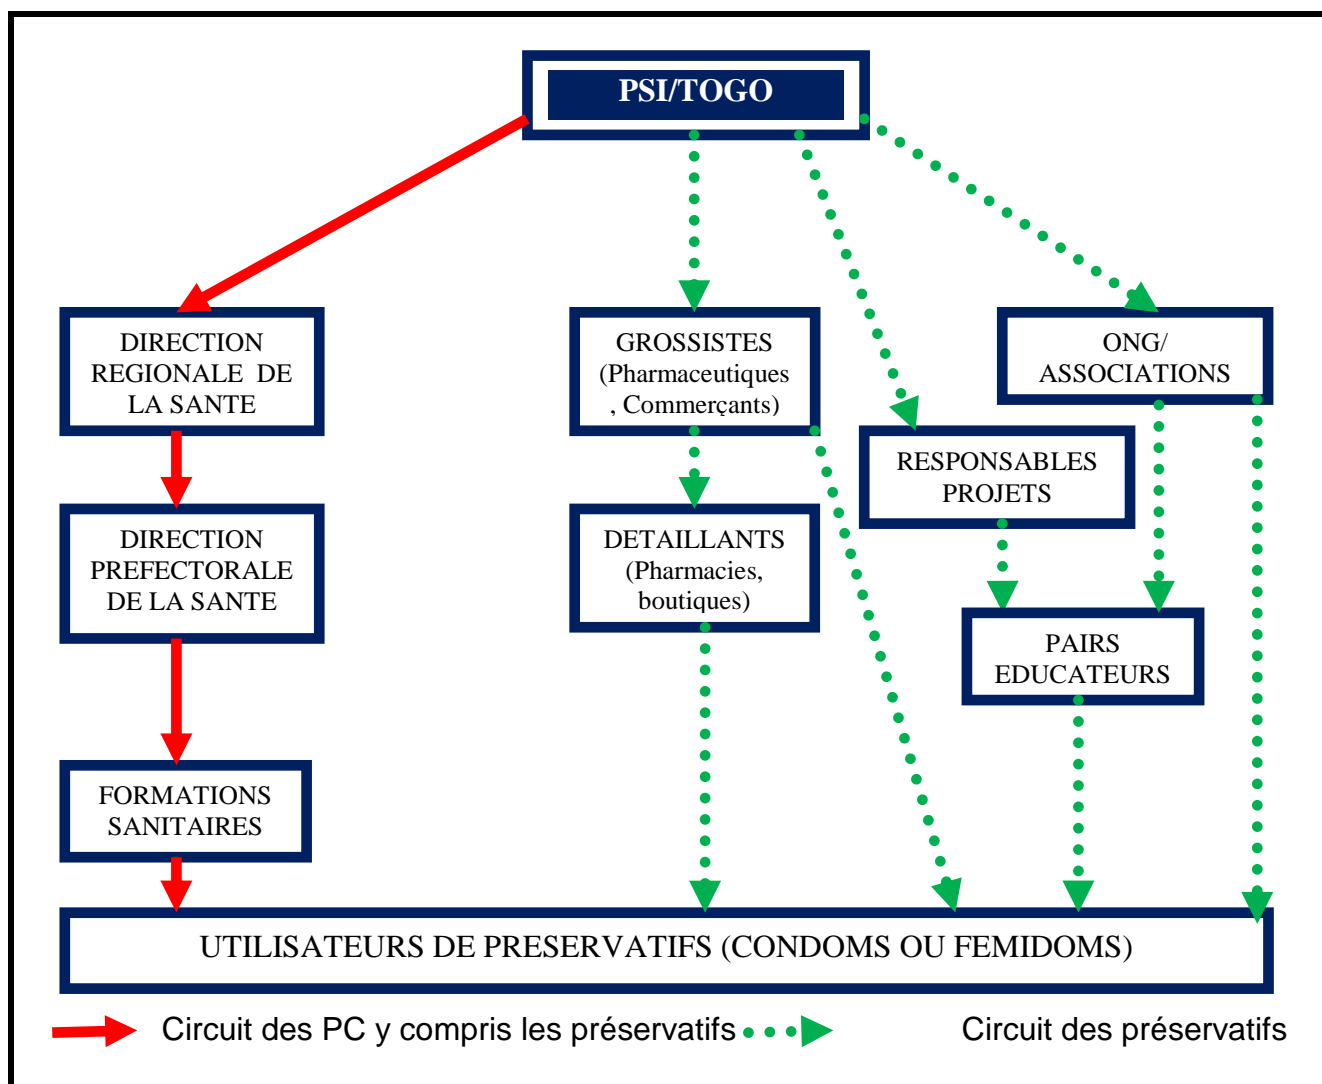 PSI/TOGO
DIRECTION
REGIONALE DE
LA SANTE
GROSSISTES
(Pharmaceutiques
, Commerçants)
ONG/
ASSOCIATIONS
RESPONSABLES
PROJETS
DIRECTION
PREFECTORALE
DE LA SANTE
DETAILLANTS
(Pharmacies,
boutiques)
PAIRS
EDUCATEURS
FORMATIONS
SANITAIRES
UTILISATEURS DE PRESERVATIFS (CONDOMS OU FEMIDOMS)
Circuit des PC y compris les préservatifs
Circuit des préservatifs